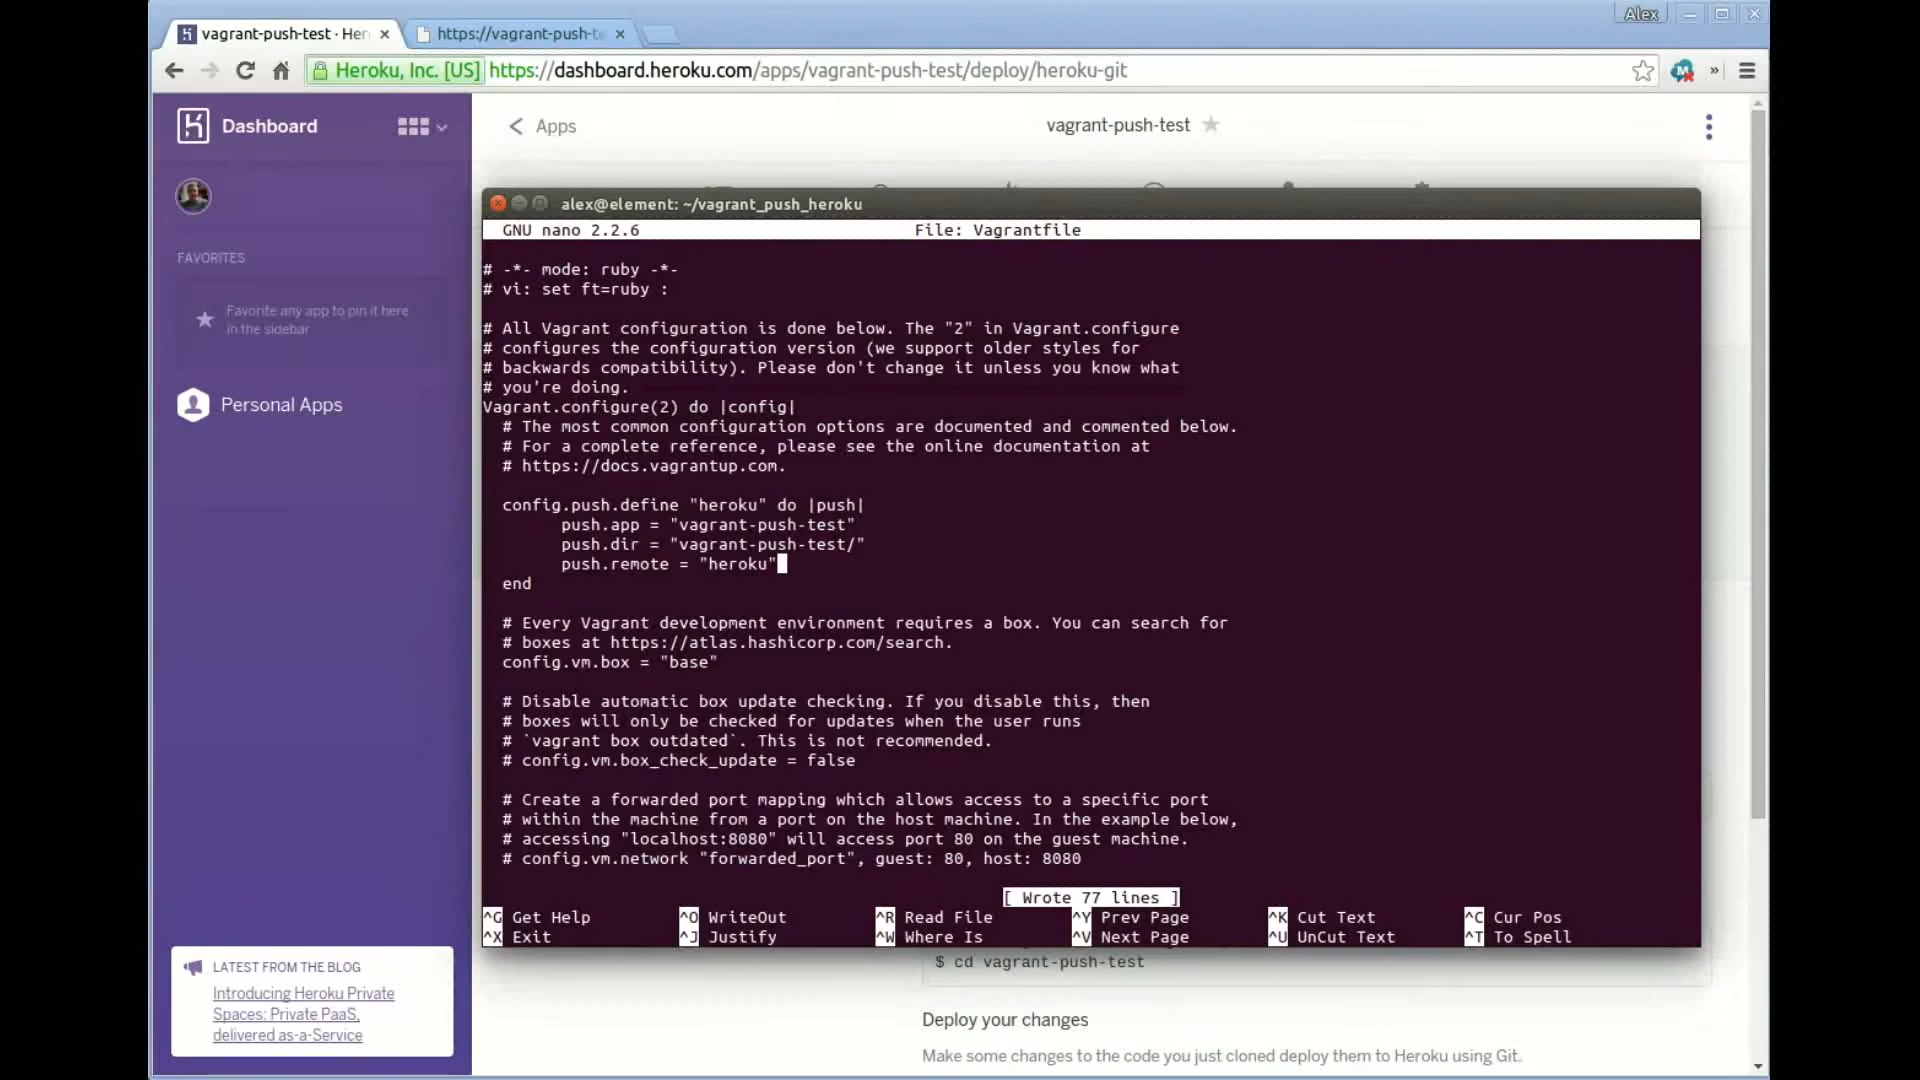 Alex
vagrant-push-test · Her
https://vagrant-push-te
Heroku, Inc. [US] https://dashboard.heroku.com/apps/vagrant-push-test/deploy/heroku-git
Dashboard
Apps
vagrant-push-test
FAVORITES
Favorite any app to pin it here
in the sidebar
Personal Apps
LATEST FROM THE BLOG
Introducing Heroku Private
Spaces: Private PaaS,
delivered as-a-Service
alex@element: ~/vagrant_push_heroku
GNU nano 2.2.6 File: Vagrantfile
# -*- mode: ruby -*-
# vi: set ft=ruby :
# All Vagrant configuration is done below. The "2" in Vagrant.configure
# configures the configuration version (we support older styles for
# backwards compatibility). Please don't change it unless you know what
# you're doing.
Vagrant.configure(2) do |config|
# The most common configuration options are documented and commented below.
# For a complete reference, please see the online documentation at
# https://docs.vagrantup.com.
config.push.define "heroku" do |push|
push.app = "vagrant-push-test"
push.dir = "vagrant-push-test/"
push.remote = "heroku"
end
# Every Vagrant development environment requires a box. You can search for
# boxes at https://atlas.hashicorp.com/search.
config.vm.box = "base"
# Disable automatic box update checking. If you disable this, then
# boxes will only be checked for updates when the user runs
# `vagrant box outdated`. This is not recommended.
# config.vm.box_check_update = false
# Create a forwarded port mapping which allows access to a specific port
# within the machine from a port on the host machine. In the example below,
# accessing "localhost:8080" will access port 80 on the guest machine.
# config.vm.network "forwarded_port", guest: 80, host: 8080
[ Wrote 77 lines ]
^G Get Help ^O WriteOut ^R Read File ^Y Prev Page ^K Cut Text ^C Cur Pos
^X Exit ^J Justify ^W Where Is ^V Next Page ^U UnCut Text ^T To Spell
$ cd vagrant-push-test
Deploy your changes
Make some changes to the code you just cloned deploy them to Heroku using Git.